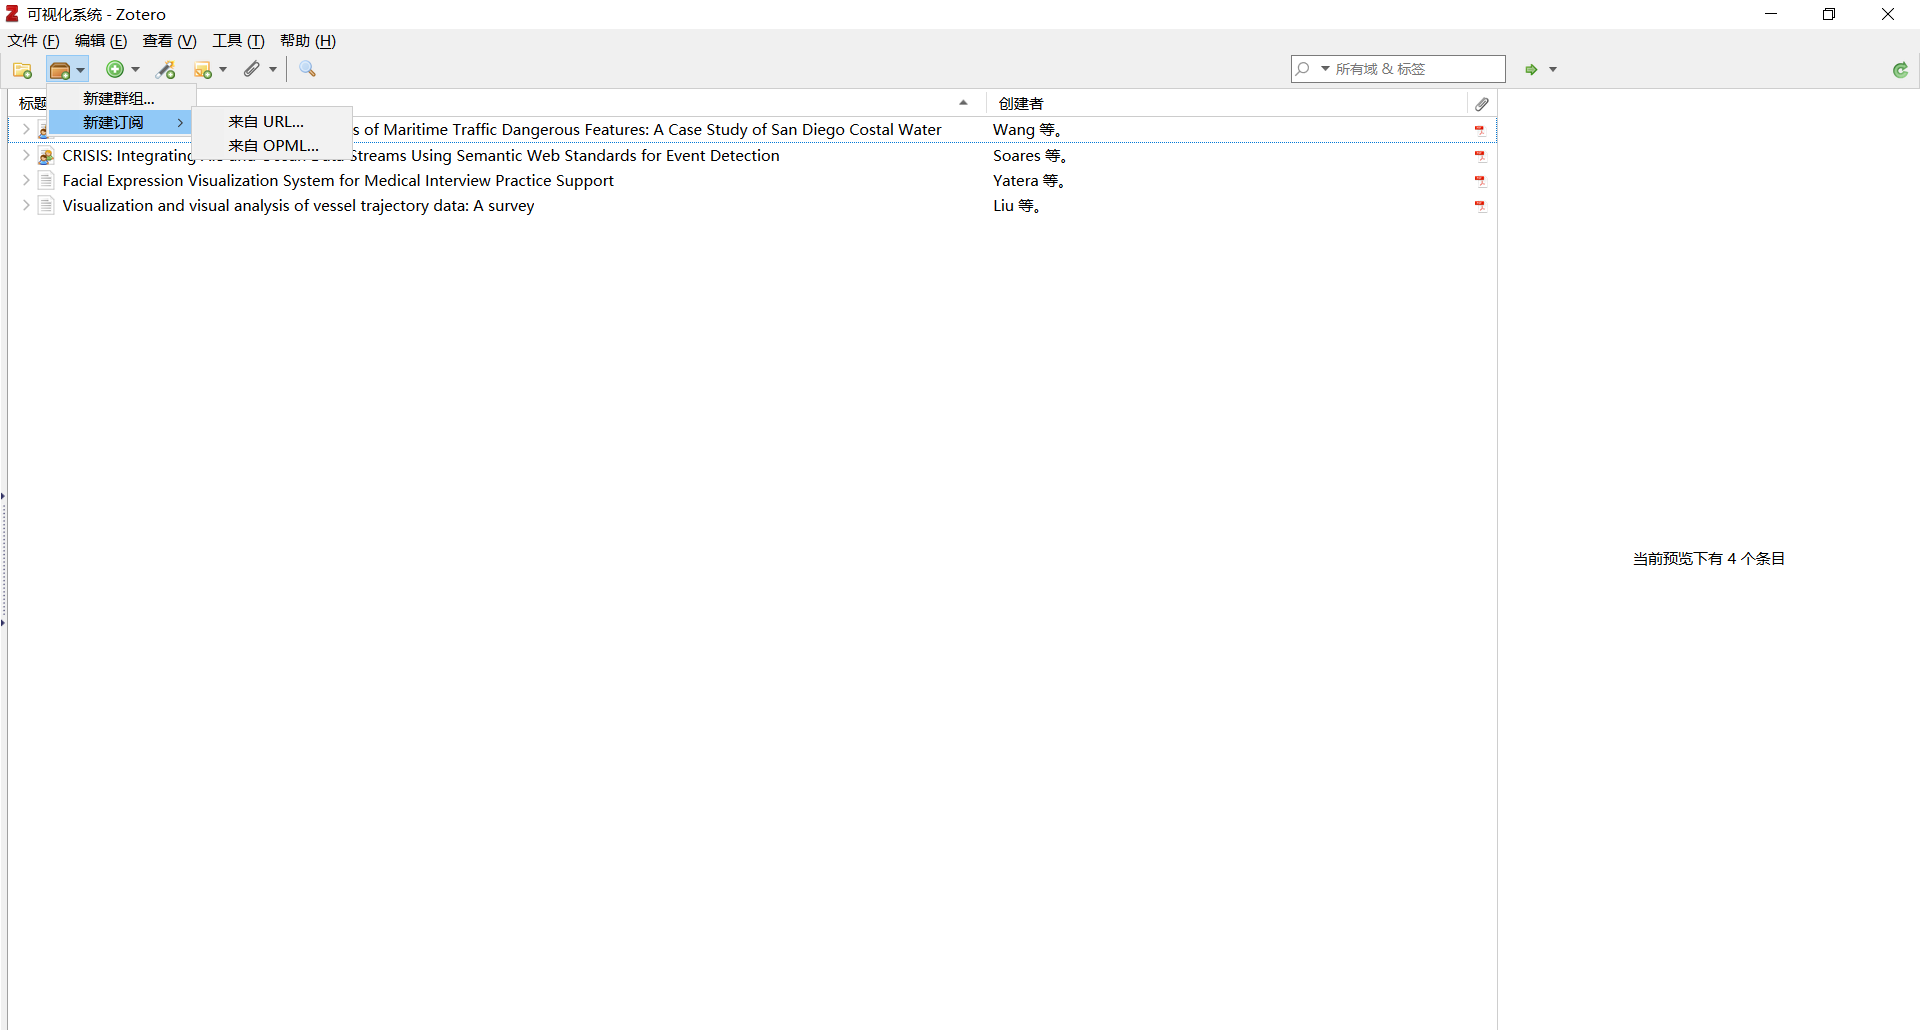 可视化系统 - Zotero
文件 (F) 编辑 (E) 查看 (V) 工具 (T) 帮助 (H)
所有域 & 标签
新建群组...
新建订阅
来自 URL...
来自 OPML...
标题 创建者
s of Maritime Traffic Dangerous Features: A Case Study of San Diego Costal Water Wang 等。
CRISIS: Integrating Streams Using Semantic Web Standards for Event Detection Soares 等。
Facial Expression Visualization System for Medical Interview Practice Support Yatera 等。
Visualization and visual analysis of vessel trajectory data: A survey Liu 等。
当前预览下有 4 个条目